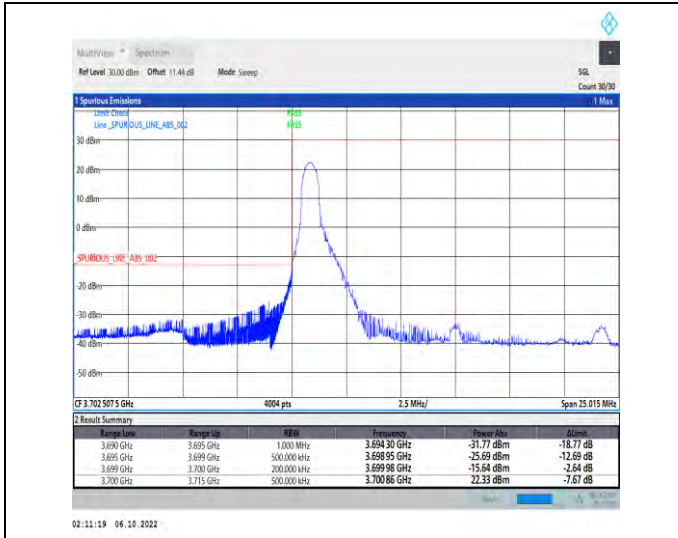 MultiView Spectrum
Ref Level 30.00 dBm Offset 11.44 dB Mode Sweep SGL
Count 30/30
1 Spurious Emissions 1 Max
Limit Check PASS
Line _SPURIOUS_LINE_ABS_002 PASS
30 dBm
20 dBm
10 dBm
0 dBm
_SPURIOUS_LINE_ABS_002
-20 dBm
-30 dBm
-40 dBm
-50 dBm
CF 3.702 5075 GHz 4004 pts 2.5 MHz/ Span 25.015 MHz
2 Result Summary
Range Low Range Up RBW Frequency Power Abs ΔLimit
3.690 GHz 3.695 GHz 1.000 MHz 3.694 30 GHz -31.77 dBm -18.77 dB
3.695 GHz 3.699 GHz 500.000 kHz 3.698 95 GHz -25.69 dBm -12.69 dB
3.699 GHz 3.700 GHz 200.000 kHz 3.699 98 GHz -15.64 dBm -2.64 dB
3.700 GHz 3.715 GHz 500.000 kHz 3.700 86 GHz 22.33 dBm -7.67 dB
02:11:19 06.10.2022